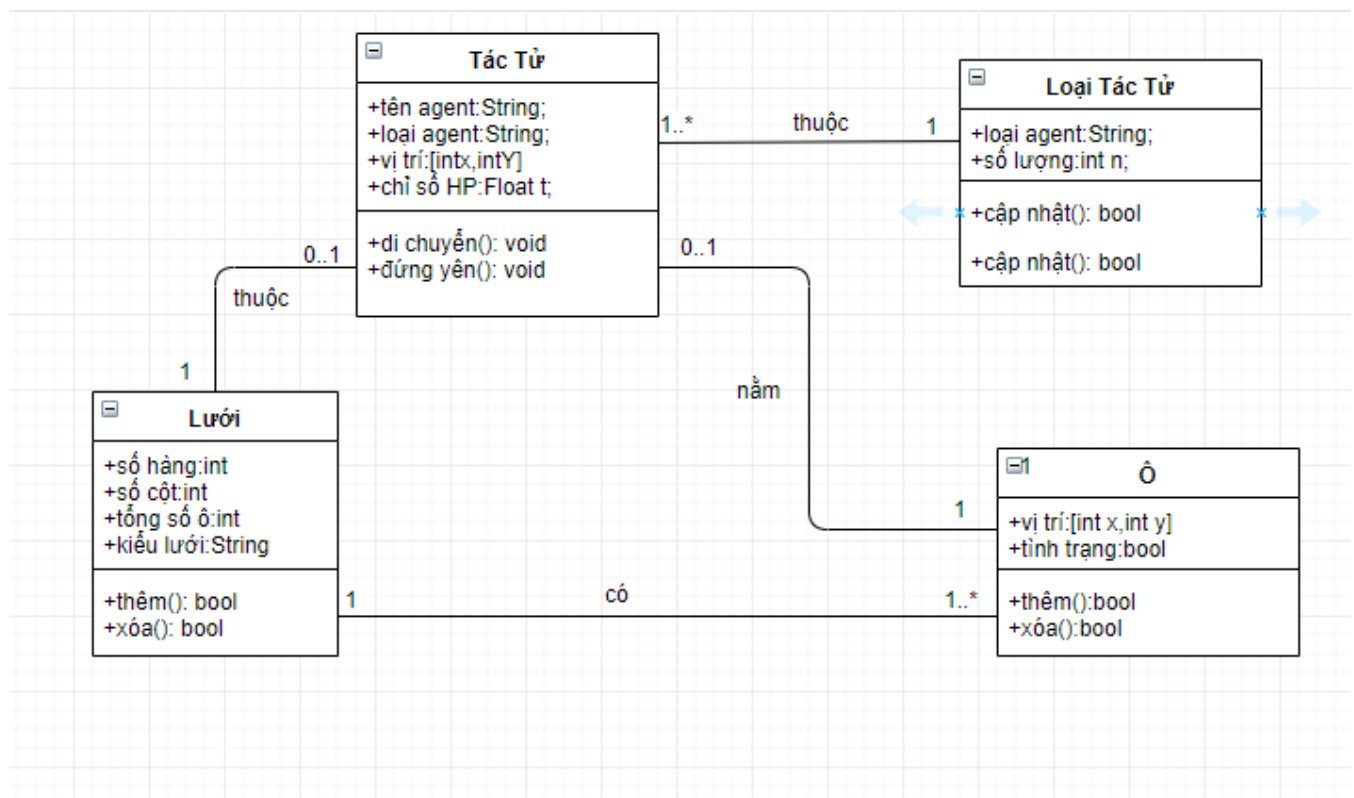 Tác Tử
+tên agent:String;
+loại agent:String;
+vị trí:[intx,intY]
+chỉ số HP:Float t;
+di chuyển(): void
+đứng yên(): void
Loại Tác Tử
+loại agent:String;
+số lượng:int n;
+cập nhật(): bool
+cập nhật(): bool
1..*
thuộc
1
0..1
thuộc
1
0..1
nằm
1
Lưới
+số hàng:int
+số cột:int
+tổng số ô:int
+kiểu lưới:String
+thêm(): bool
+xóa(): bool
1
có
1..*
1
Ô
+vị trí:[int x,int y]
+tình trạng:bool
+thêm():bool
+xóa():bool